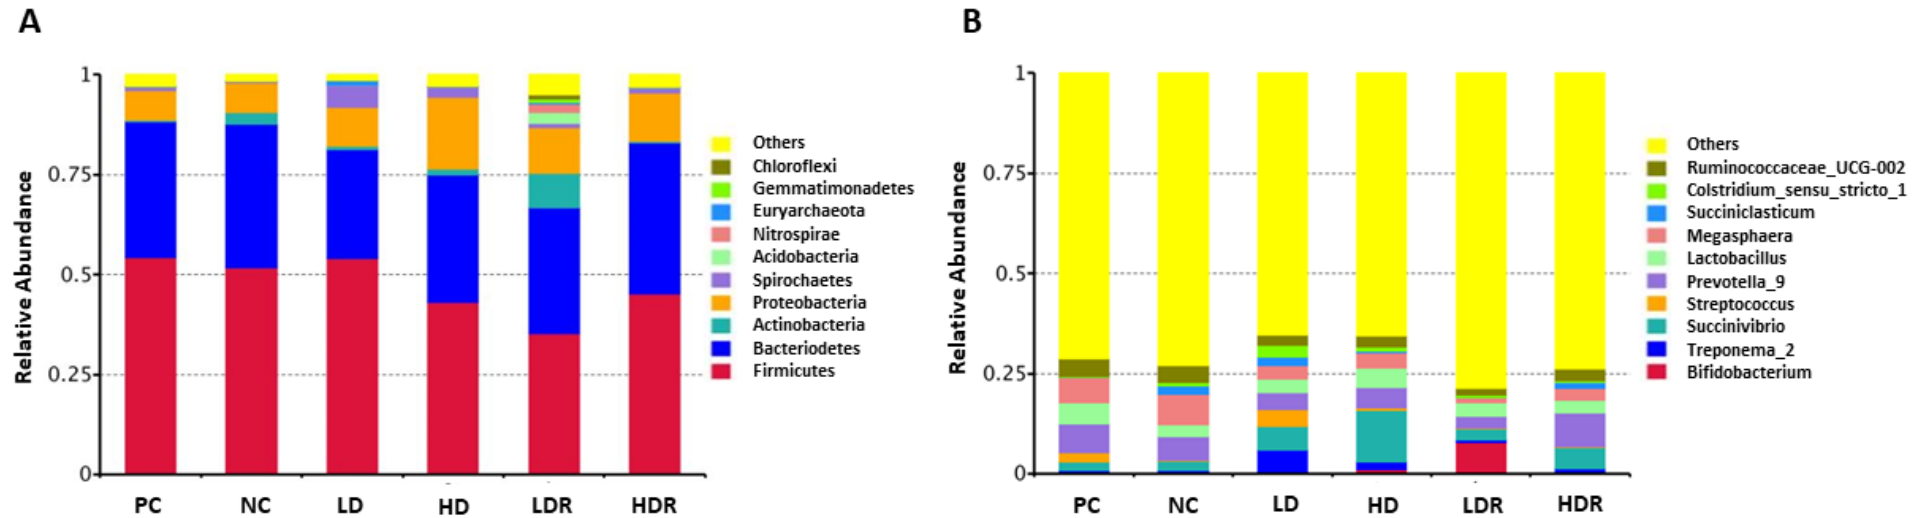 A
Relative Abundance
1
0.75
0.5
0.25
0
PC NC LD HD LDR HDR
Others
Chloroflexi
Gemmatimonadetes
Euryarchaeota
Nitrospirae
Acidobacteria
Spirochaetes
Proteobacteria
Actinobacteria
Bacteriodetes
Firmicutes
B
Relative Abundance
1
0.75
0.5
0.25
0
PC NC LD HD LDR HDR
Others
Ruminococcaceae_UCG-002
Colstridium_sensu_stricto_1
Succiniclasticum
Megasphaera
Lactobacillus
Prevotella_9
Streptococcus
Succinivibrio
Treponema_2
Bifidobacterium